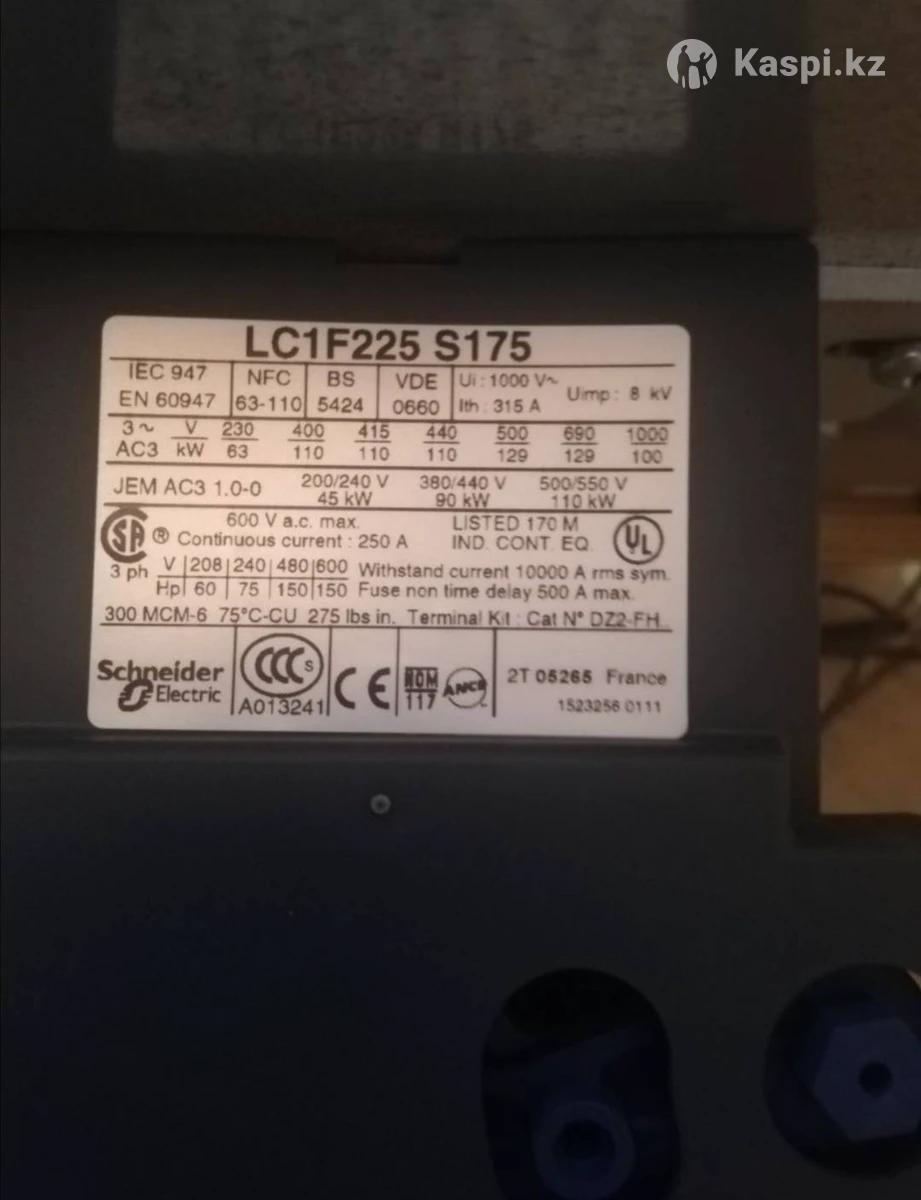 Kaspi.kz
LC1F225 S175
IEC 947
EN 60947
NFC
63-110
BS
5424
VDE
0660
Ui : 1000 V~
Ith : 315 A
Uimp : 8 kV
3 ~ V 230 400 415 440 500 690 1000
AC3 kW 63 110 110 110 129 129 100
JEM AC3 1.0-0
200/240 V 380/440 V 500/550 V
45 kW 90 kW 110 kW
SA ®
600 V a.c. max.
Continuous current : 250 A
LISTED 170 M
IND. CONT. EQ.
UL
3 ph V 208 240 480 600
Hp 60 75 150 150
Withstand current 10000 A rms sym.
Fuse non time delay 500 A max.
300 MCM-6 75°C-CU 275 lbs in. Terminal Kit : Cat N° DZ2-FH..
Schneider
Electric
CCC S
A013241
CE
NOM
117
ANCE
2T 05265 France
1523256 0111